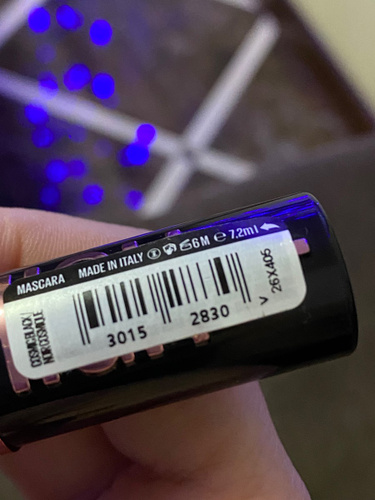 MASCARA MADE IN ITALY 6M ℮ 7.2ml
3015 2830
V 26X406